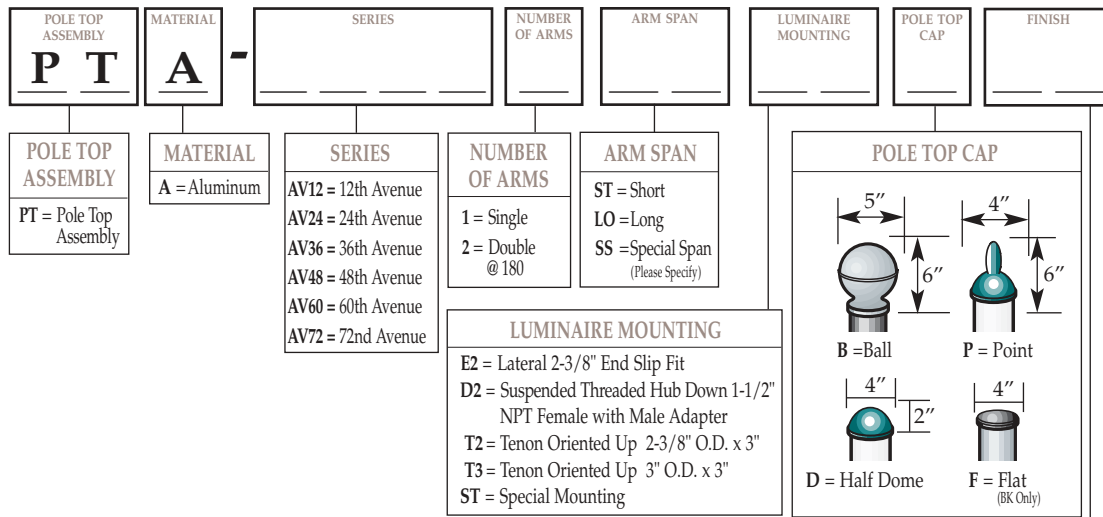 POLE TOP
ASSEMBLY
P T
MATERIAL
A
-
SERIES
NUMBER
OF ARMS
ARM SPAN
LUMINAIRE
MOUNTING
POLE TOP
CAP
FINISH
POLE TOP
ASSEMBLY
PT = Pole Top
Assembly
MATERIAL
A = Aluminum
SERIES
AV12 = 12th Avenue
AV24 = 24th Avenue
AV36 = 36th Avenue
AV48 = 48th Avenue
AV60 = 60th Avenue
AV72 = 72nd Avenue
NUMBER
OF ARMS
1 = Single
2 = Double
@ 180
ARM SPAN
ST = Short
LO = Long
SS = Special Span
(Please Specify)
LUMINAIRE MOUNTING
E2 = Lateral 2-3/8" End Slip Fit
D2 = Suspended Threaded Hub Down 1-1/2"
NPT Female with Male Adapter
T2 = Tenon Oriented Up 2-3/8" O.D. x 3"
T3 = Tenon Oriented Up 3" O.D. x 3"
ST = Special Mounting
POLE TOP CAP
5”
6”
B =Ball
4”
6”
P = Point
4”
2”
D = Half Dome
4”
F = Flat
(BK Only)